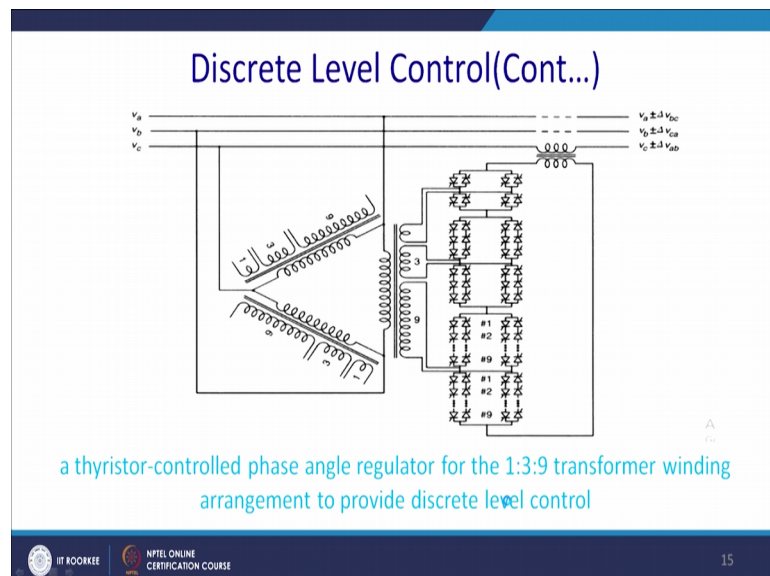 Discrete Level Control(Cont...)
va
vb
vc
va ± Δ vbc
vb ± Δ vca
vc ± Δ vab
9
3
1
9
3
1
3
9
#1
#2
#9
#1
#2
#9
a thyristor-controlled phase angle regulator for the 1:3:9 transformer winding
arrangement to provide discrete level control
IIT ROORKEE
NPTEL ONLINE
CERTIFICATION COURSE
15